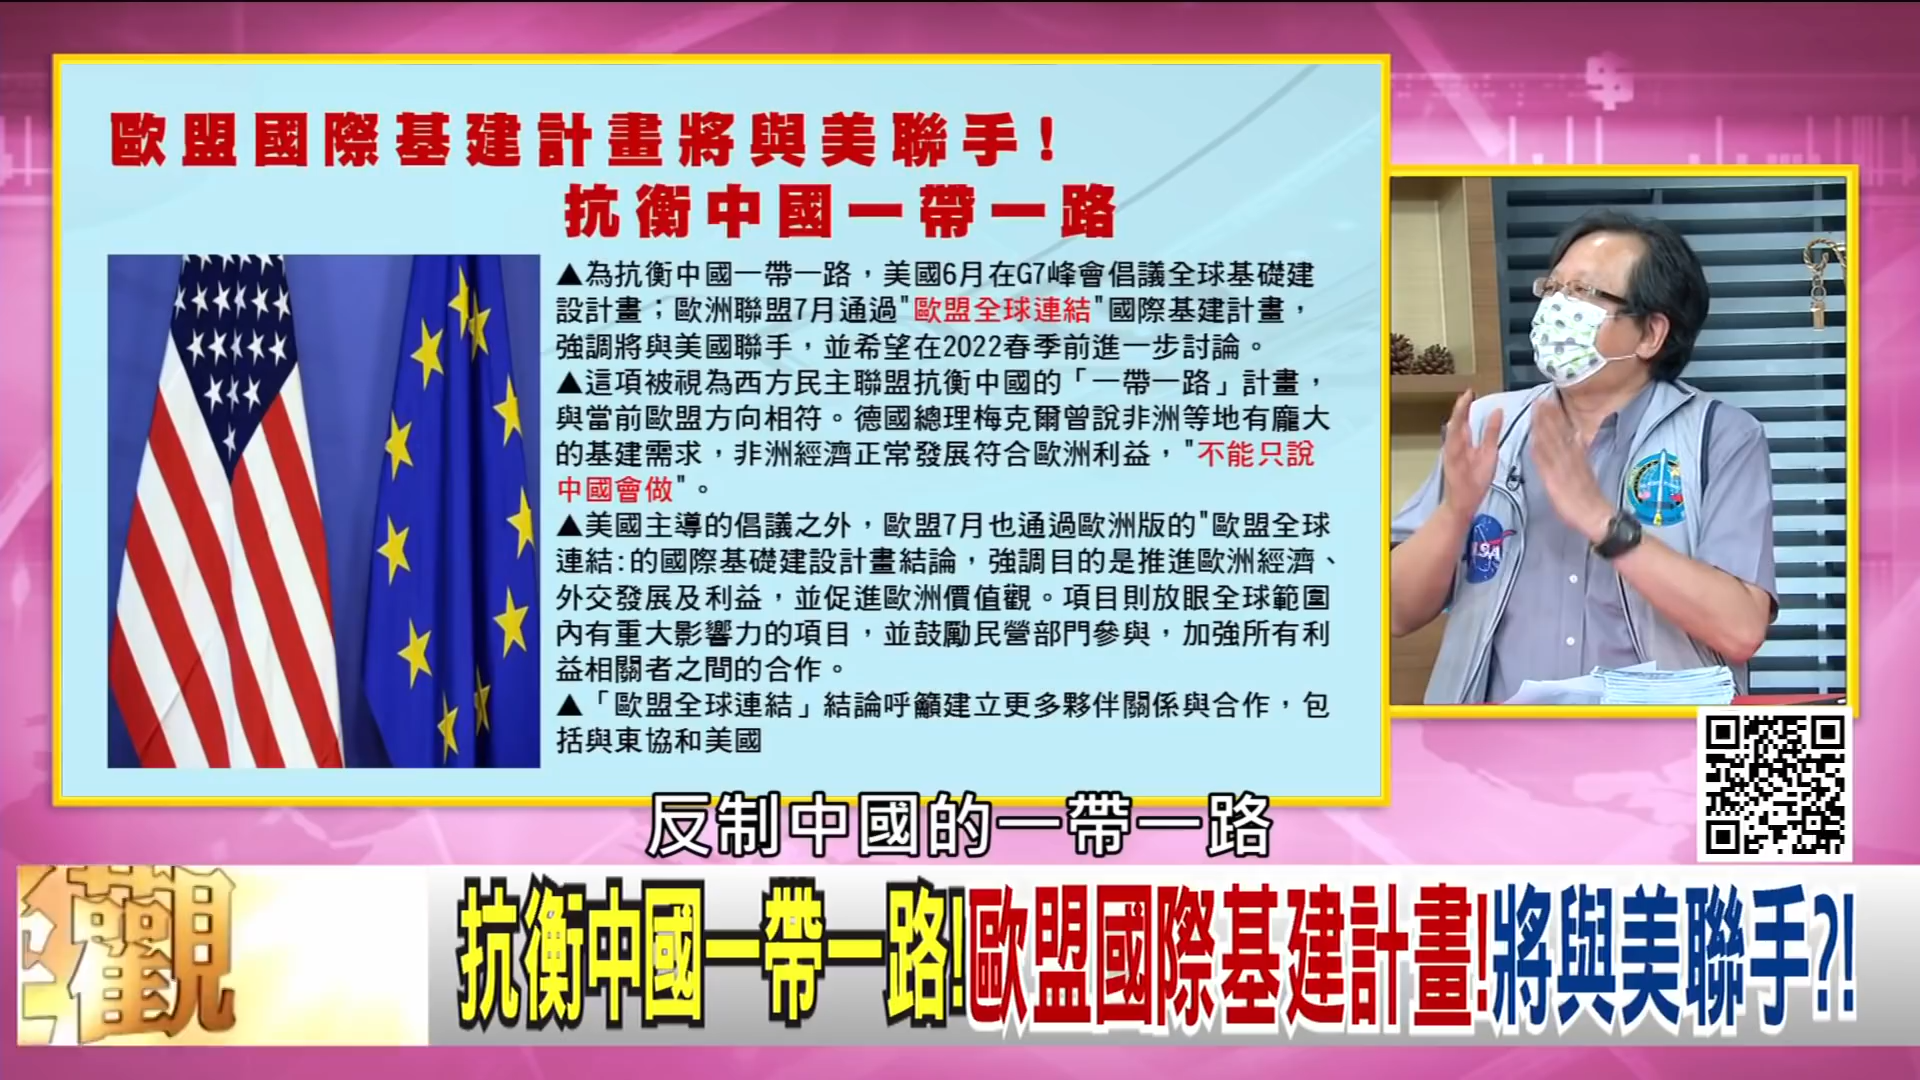 歐盟國際基建計畫將與美聯手!
抗衡中國一帶一路
▲為抗衡中國一帶一路，美國6月在G7峰會倡議全球基礎建
設計畫；歐洲聯盟7月通過"歐盟全球連結"國際基建計畫，
強調將與美國聯手，並希望在2022春季前進一步討論。
▲這項被視為西方民主聯盟抗衡中國的「一帶一路」計畫，
與當前歐盟方向相符。德國總理梅克爾曾說非洲等地有龐大
的基建需求，非洲經濟正常發展符合歐洲利益，"不能只說
中國會做"。
▲美國主導的倡議之外，歐盟7月也通過歐洲版的"歐盟全球
連結:的國際基礎建設計畫結論，強調目的是推進歐洲經濟、
外交發展及利益，並促進歐洲價值觀。項目則放眼全球範圍
內有重大影響力的項目，並鼓勵民營部門參與，加強所有利
益相關者之間的合作。
▲「歐盟全球連結」結論呼籲建立更多夥伴關係與合作，包
括與東協和美國
反制中國的一帶一路
觀
抗衡中國一帶一路!歐盟國際基建計畫!將與美聯手?!